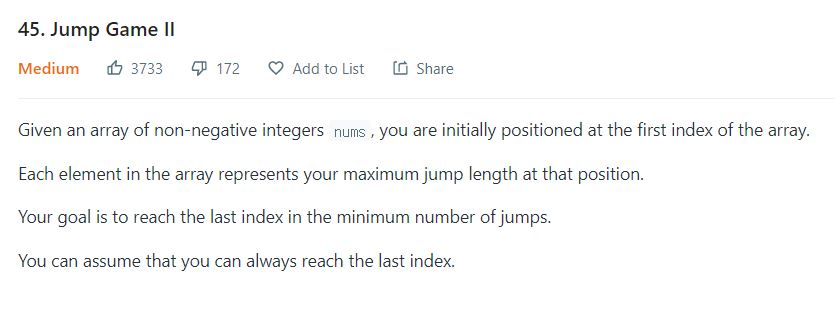 45. Jump Game II
Medium 3733 172 Add to List Share
Given an array of non-negative integers nums, you are initially positioned at the first index of the array.
Each element in the array represents your maximum jump length at that position.
Your goal is to reach the last index in the minimum number of jumps.
You can assume that you can always reach the last index.